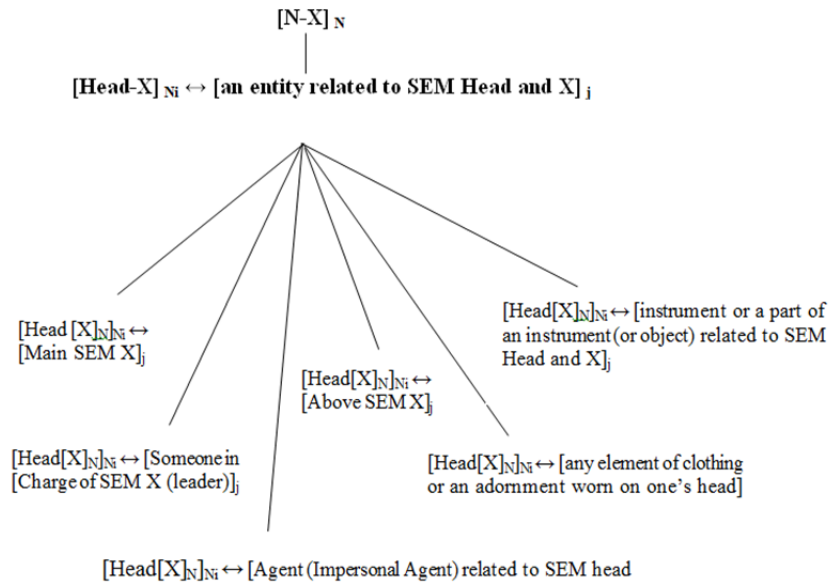 [N-X] N
[Head-X] Ni ↔ [an entity related to SEM Head and X] j
[Head[X]N]Ni ↔ [instrument or a part of
an instrument (or object) related to SEM
Head and X]j
[Head [X]N]Ni ↔
[Main SEM X]j
[Head[X]N]Ni ↔
[Above SEM X]j
[Head[X]N]Ni ↔ [Someone in
[Charge of SEM X (leader)]j
[Head[X]N]Ni ↔ [any element of clothing
or an adornment worn on one’s head]
[Head[X]N]Ni ↔ [Agent (Impersonal Agent) related to SEM head